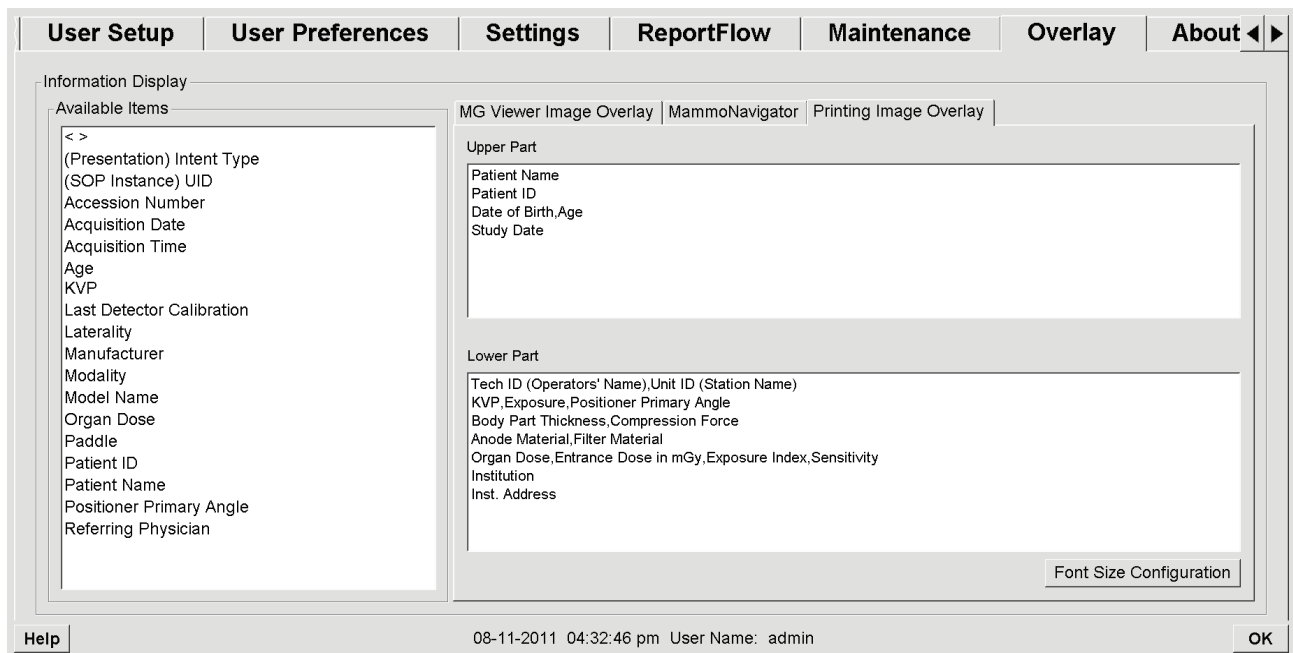 User Setup
User Preferences
Settings
ReportFlow
Maintenance
Overlay
About
Information Display
Available Items
< >
(Presentation) Intent Type
(SOP Instance) UID
Accession Number
Acquisition Date
Acquisition Time
Age
KVP
Last Detector Calibration
Laterality
Manufacturer
Modality
Model Name
Organ Dose
Paddle
Patient ID
Patient Name
Positioner Primary Angle
Referring Physician
MG Viewer Image Overlay
MammoNavigator
Printing Image Overlay
Upper Part
Patient Name
Patient ID
Date of Birth,Age
Study Date
Lower Part
Tech ID (Operators' Name),Unit ID (Station Name)
KVP,Exposure,Positioner Primary Angle
Body Part Thickness,Compression Force
Anode Material,Filter Material
Organ Dose,Entrance Dose in mGy,Exposure Index,Sensitivity
Institution
Inst. Address
Font Size Configuration
Help
08-11-2011 04:32:46 pm User Name: admin
OK